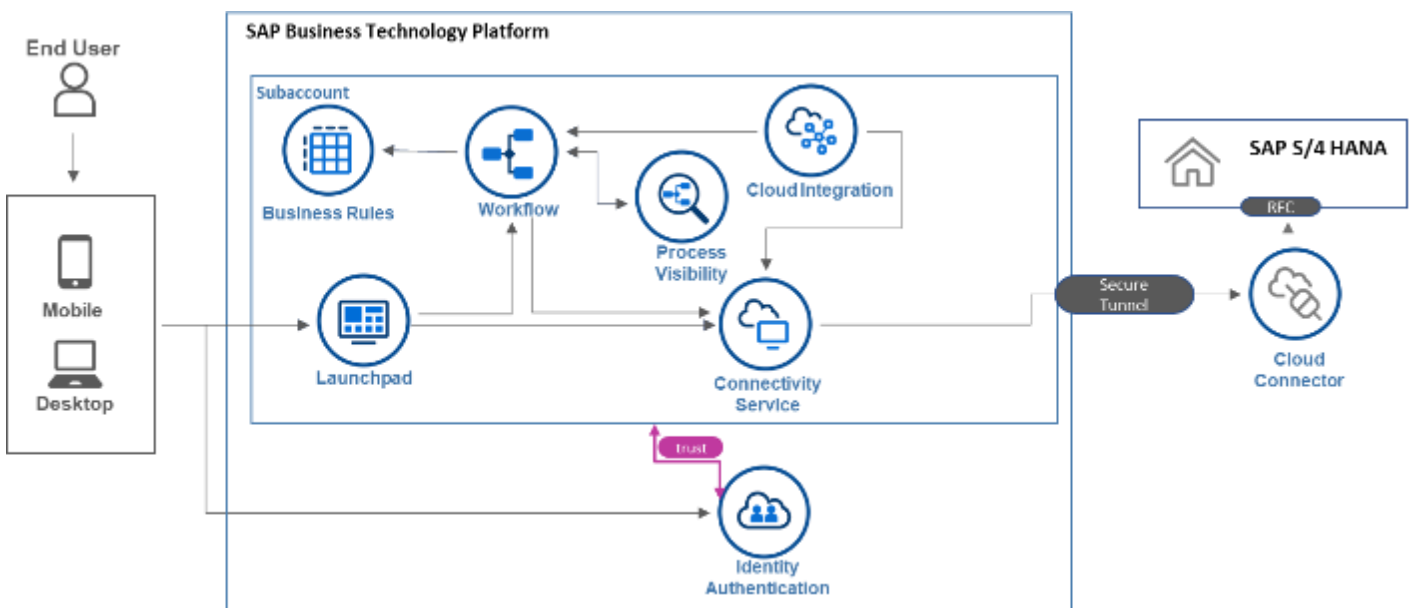 SAP Business Technology Platform
End User
Subaccount
Business Rules
Workflow
Cloud Integration
Process
Visibility
SAP S/4 HANA
RFC
Mobile
Desktop
Launchpad
Connectivity
Service
Secure
Tunnel
Cloud
Connector
trust
Identity
Authentication